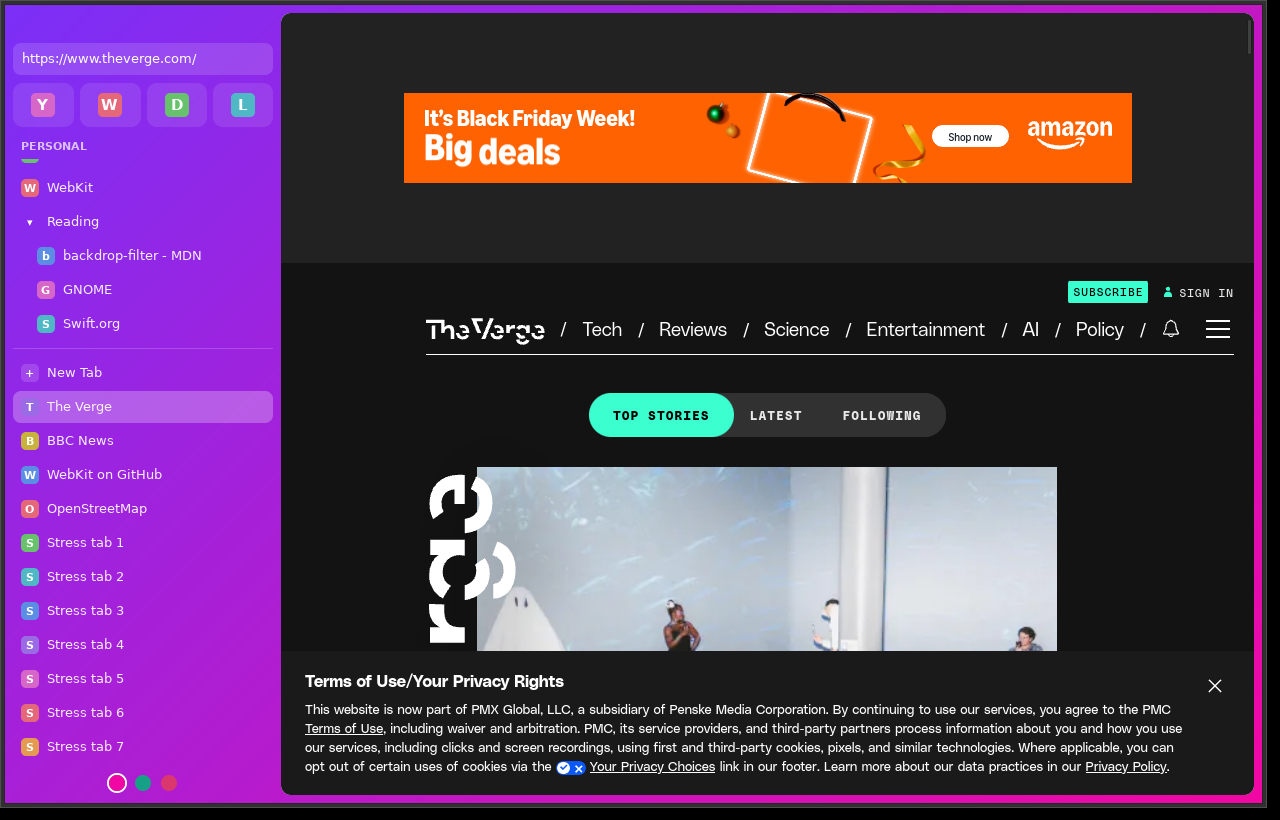 https://www.theverge.com/
Y
W
D
L
PERSONAL
W WebKit
Reading
b backdrop-filter - MDN
G GNOME
S Swift.org
+ New Tab
T The Verge
B BBC News
W WebKit on GitHub
O OpenStreetMap
S Stress tab 1
S Stress tab 2
S Stress tab 3
S Stress tab 4
S Stress tab 5
S Stress tab 6
S Stress tab 7
It's Black Friday Week!
Big deals
Shop now
amazon
SUBSCRIBE
SIGN IN
The Verge / Tech / Reviews / Science / Entertainment / AI / Policy /
TOP STORIES LATEST FOLLOWING
rge
Terms of Use/Your Privacy Rights
This website is now part of PMX Global, LLC, a subsidiary of Penske Media Corporation. By continuing to use our services, you agree to the PMC
Terms of Use, including waiver and arbitration. PMC, its service providers, and third-party partners process information about you and how you use
our services, including clicks and screen recordings, using first and third-party cookies, pixels, and similar technologies. Where applicable, you can
opt out of certain uses of cookies via the Your Privacy Choices link in our footer. Learn more about our data practices in our Privacy Policy.